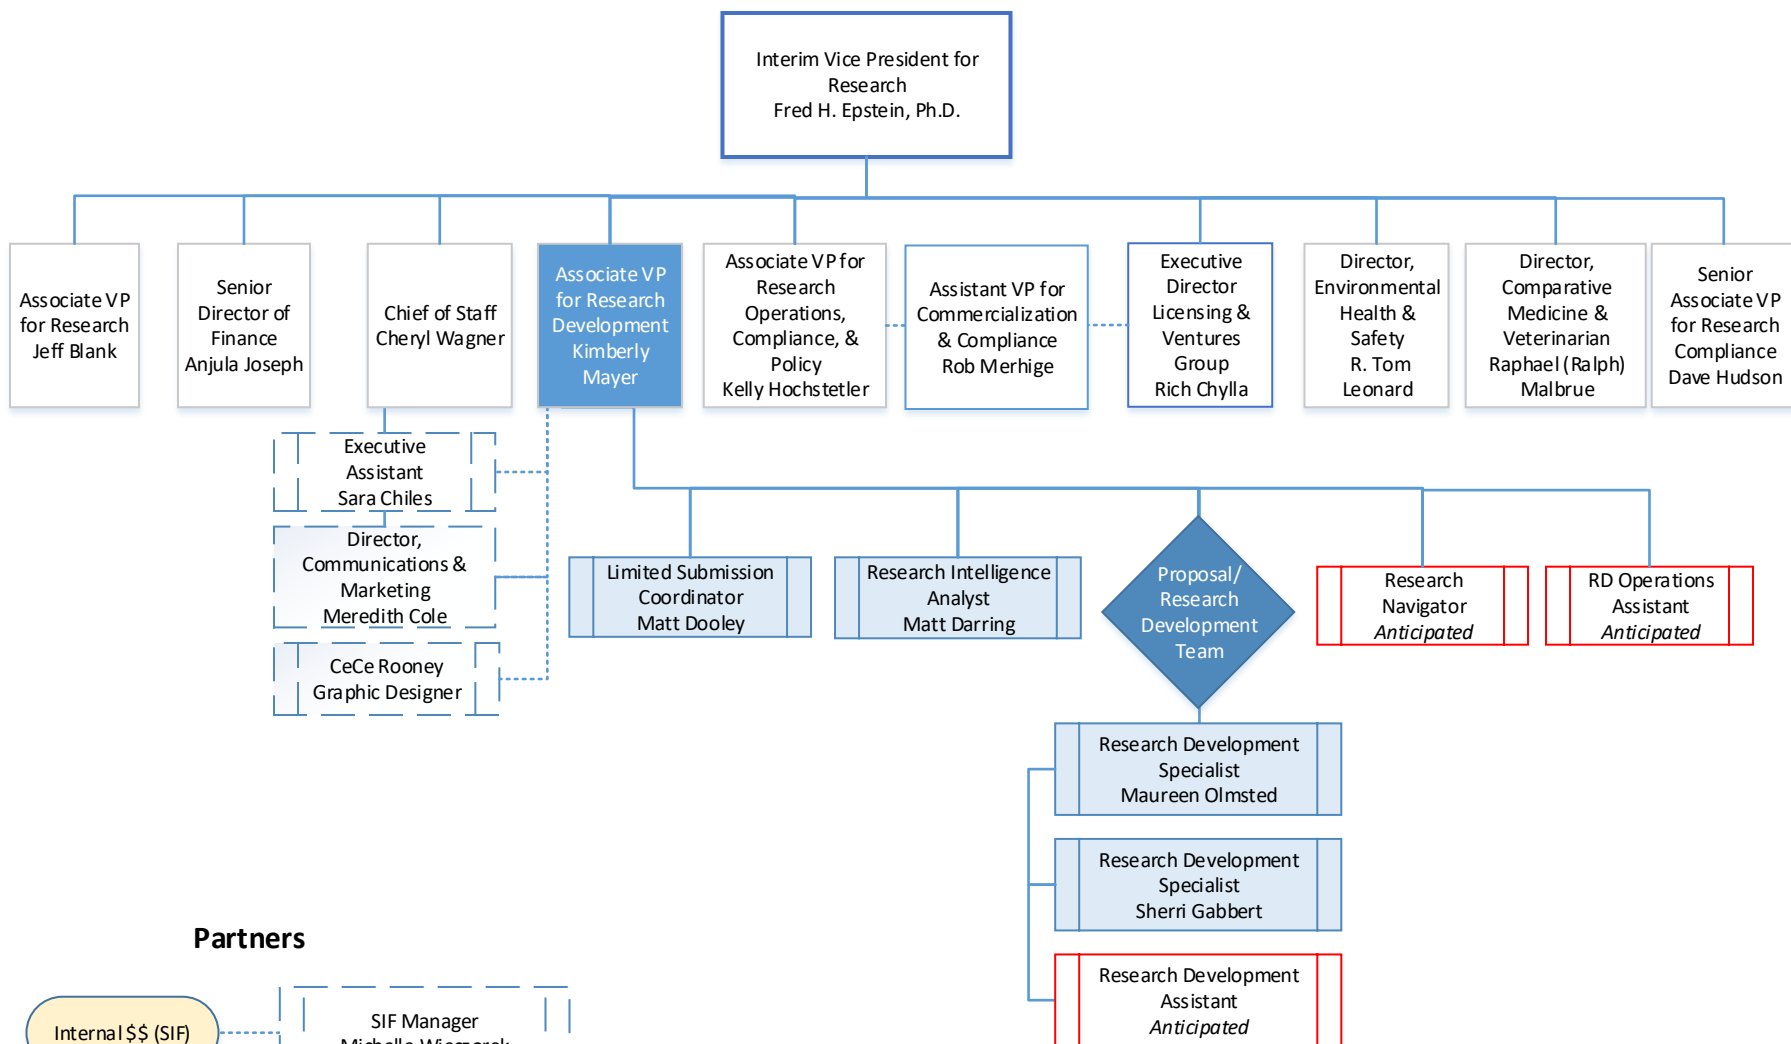 Interim Vice President for
Research
Fred H. Epstein, Ph.D.
Associate VP
for Research
Jeff Blank
Senior
Director of
Finance
Anjula Joseph
Chief of Staff
Cheryl Wagner
Associate VP
for Research
Development
Kimberly
Mayer
Associate VP for
Research
Operations,
Compliance, &
Policy
Kelly Hochstetler
Assistant VP for
Commercialization
& Compliance
Rob Merhige
Executive
Director
Licensing &
Ventures
Group
Rich Chylla
Director,
Environmental
Health &
Safety
R. Tom
Leonard
Director,
Comparative
Medicine &
Veterinarian
Raphael (Ralph)
Malbrue
Senior
Associate VP
for Research
Compliance
Dave Hudson
Executive
Assistant
Sara Chiles
Director,
Communications &
Marketing
Meredith Cole
CeCe Rooney
Graphic Designer
Limited Submission
Coordinator
Matt Dooley
Research Intelligence
Analyst
Matt Darring
Proposal/
Research
Development
Team
Research
Navigator
Anticipated
RD Operations
Assistant
Anticipated
Research Development
Specialist
Maureen Olmsted
Research Development
Specialist
Sherri Gabbert
Research Development
Assistant
Anticipated
Partners
Internal $$ (SIF)
SIF Manager
Michelle